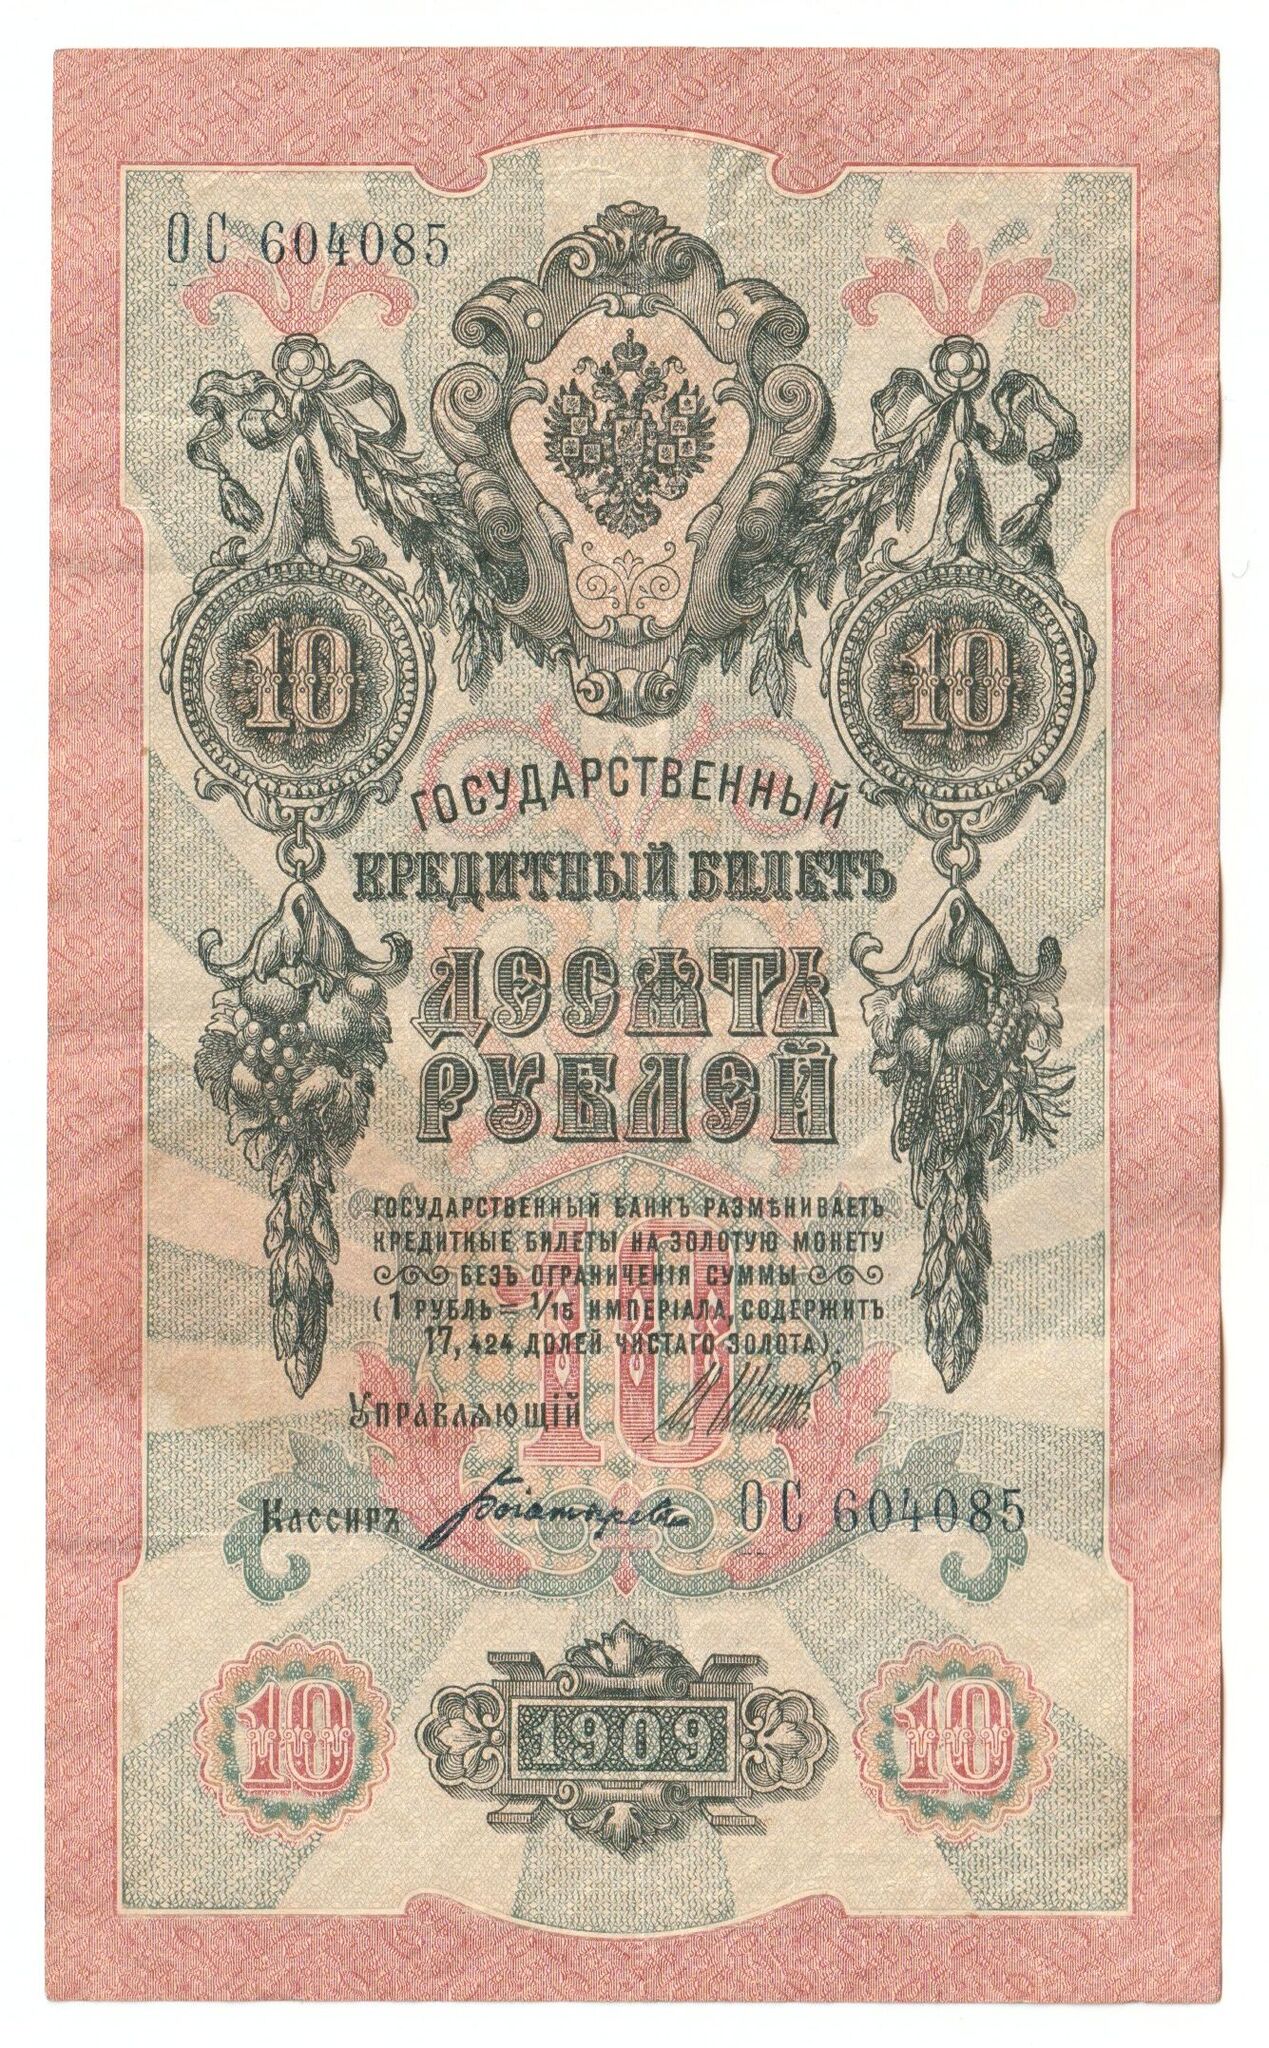 ОС 604085
10 10
ГОСУДАРСТВЕННЫЙ
КРЕДИТНЫЙ БИЛЕТЪ
ДЕСЯТЬ
РУБЛЕЙ
ГОСУДАРСТВЕННЫЙ БАНКЪ РАЗМѢНИВАЕТЪ
КРЕДИТНЫЕ БИЛЕТЫ НА ЗОЛОТУЮ МОНЕТУ
БЕЗЪ ОГРАНИЧЕНІЯ СУММЫ
(1 РУБЛЬ = 1/15 ИМПЕРІАЛА, СОДЕРЖИТЪ
17,424 ДОЛЕЙ ЧИСТАГО ЗОЛОТА).
10
Управляющій
Кассиръ Богатырев ОС 604085
10 1909 10